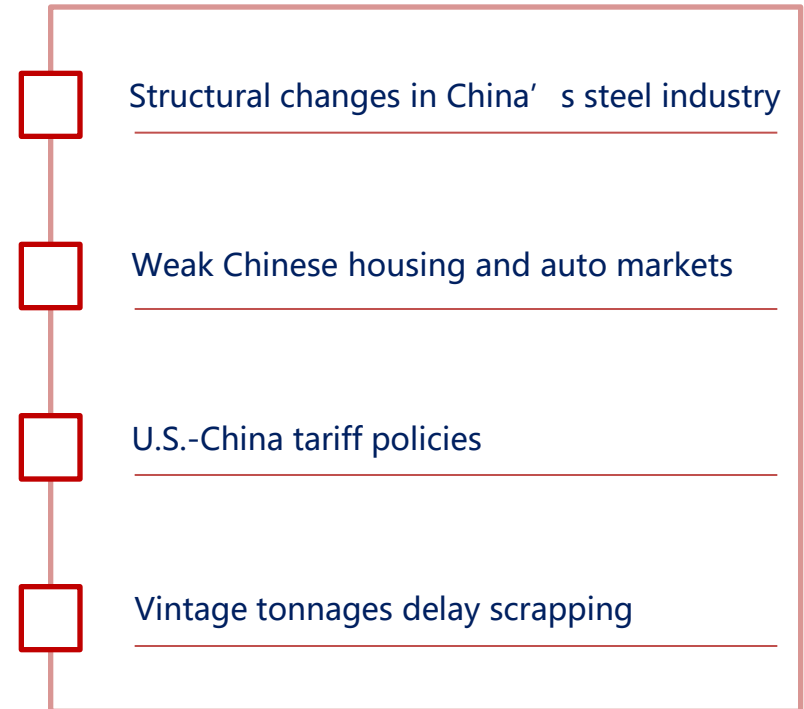 Structural changes in China’s steel industry
Weak Chinese housing and auto markets
U.S.-China tariff policies
Vintage tonnages delay scrapping